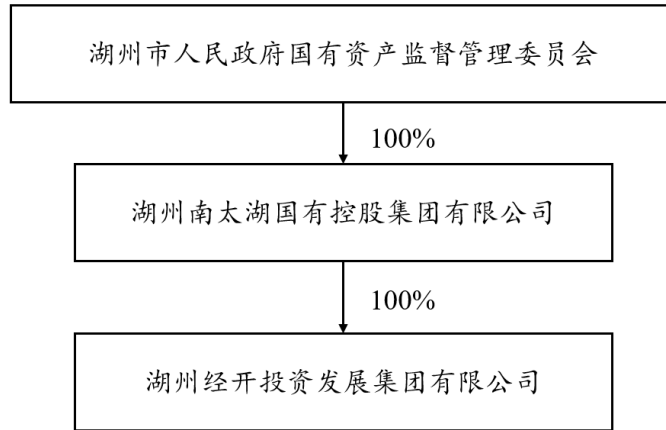 湖州市人民政府国有资产监督管理委员会
100%
湖州南太湖国有控股集团有限公司
100%
湖州经开投资发展集团有限公司